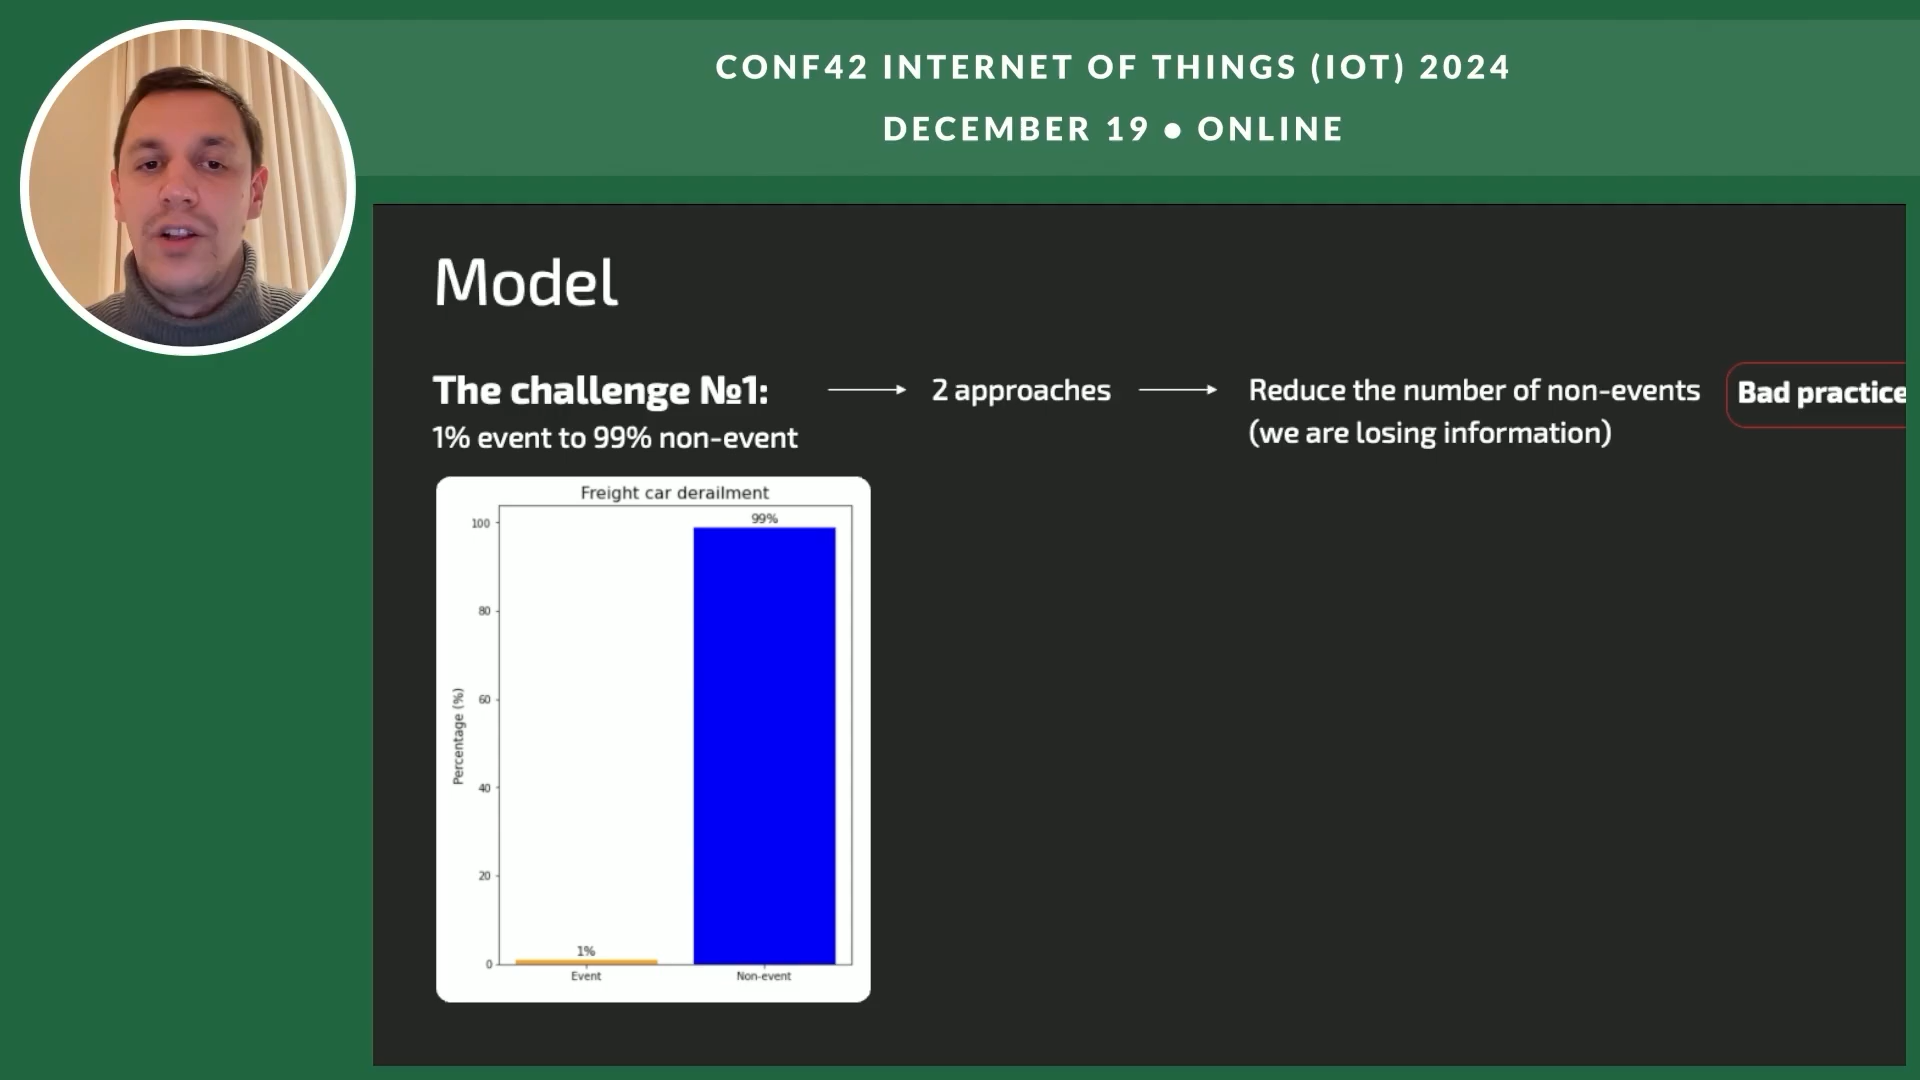 CONF42 INTERNET OF THINGS (IOT) 2024
DECEMBER 19 ● ONLINE
Model
The challenge №1:
1% event to 99% non-event
2 approaches
Reduce the number of non-events
(we are losing information)
Bad practice
Freight car derailment
Percentage (%)
100
80
60
40
20
0
99%
1%
Event
Non-event